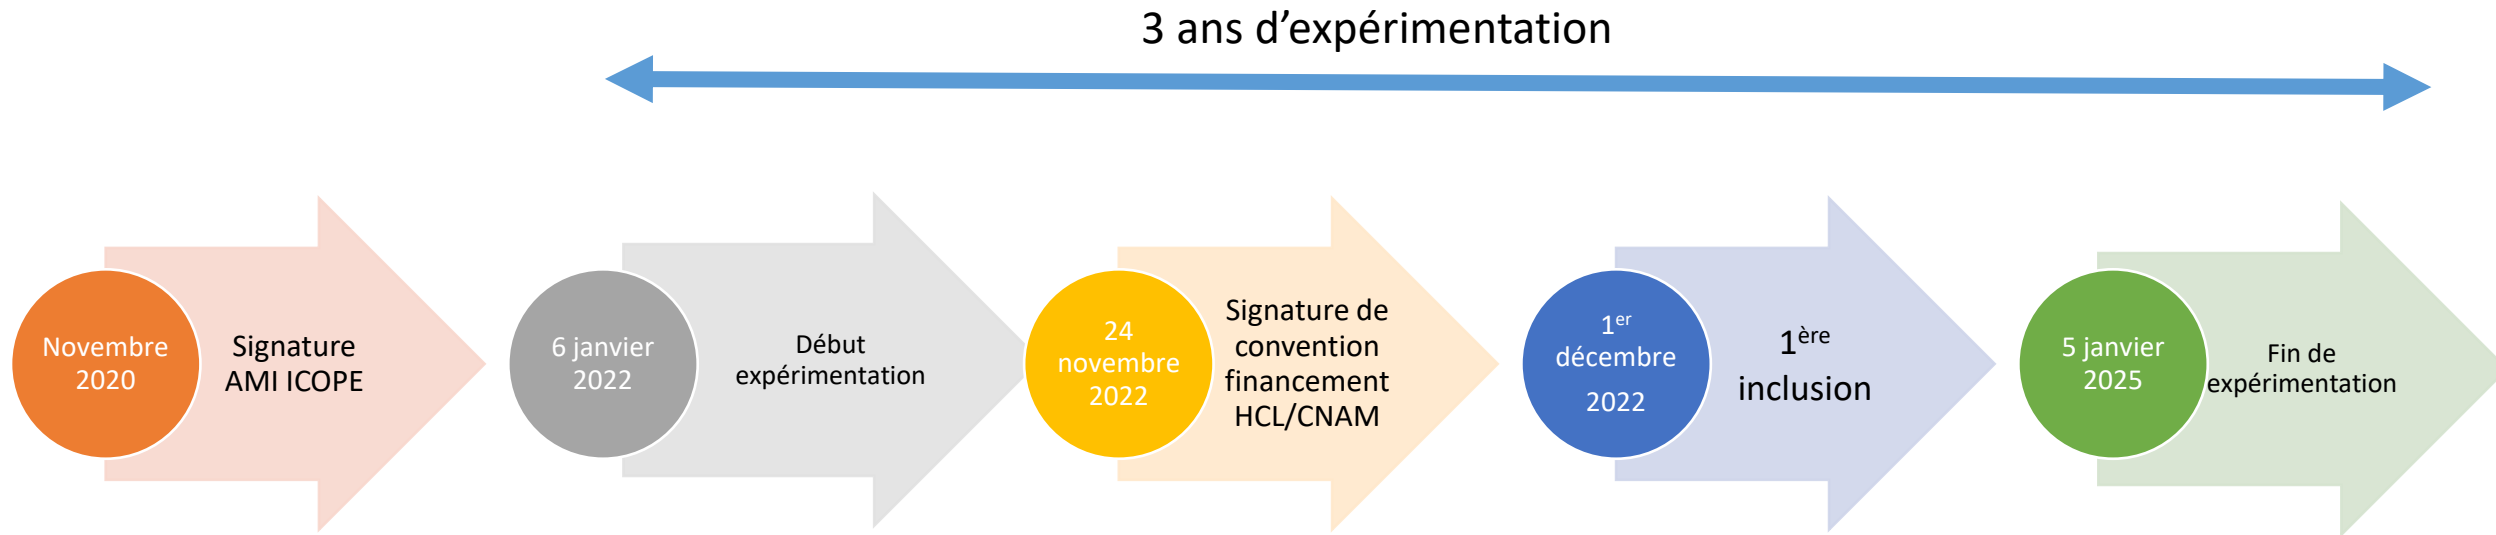 3 ans d’expérimentation
Novembre
2020
Signature
AMI ICOPE
6 janvier
2022
Début
expérimentation
24
novembre
2022
Signature de
convention
financement
HCL/CNAM
1er
décembre
2022
1ère
inclusion
5 janvier
2025
Fin de
expérimentation